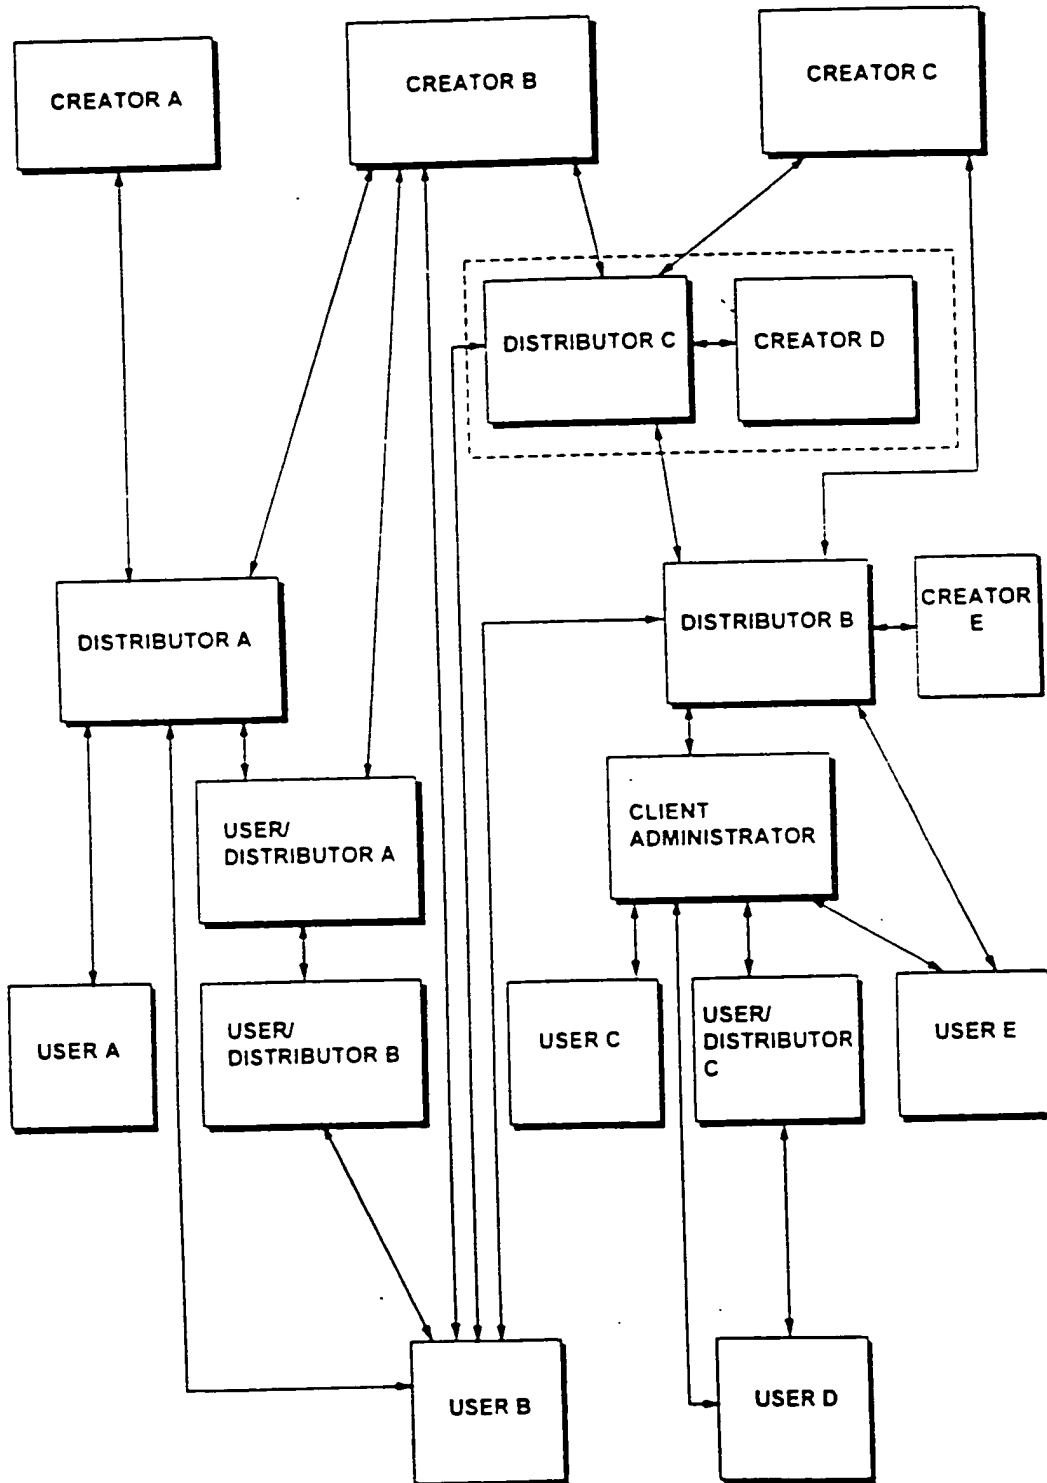 CREATOR A
CREATOR B
CREATOR C
DISTRIBUTOR C
CREATOR D
DISTRIBUTOR A
DISTRIBUTOR B
CREATOR
E
USER/
DISTRIBUTOR A
CLIENT
ADMINISTRATOR
USER A
USER/
DISTRIBUTOR B
USER C
USER/
DISTRIBUTOR
C
USER E
USER B
USER D